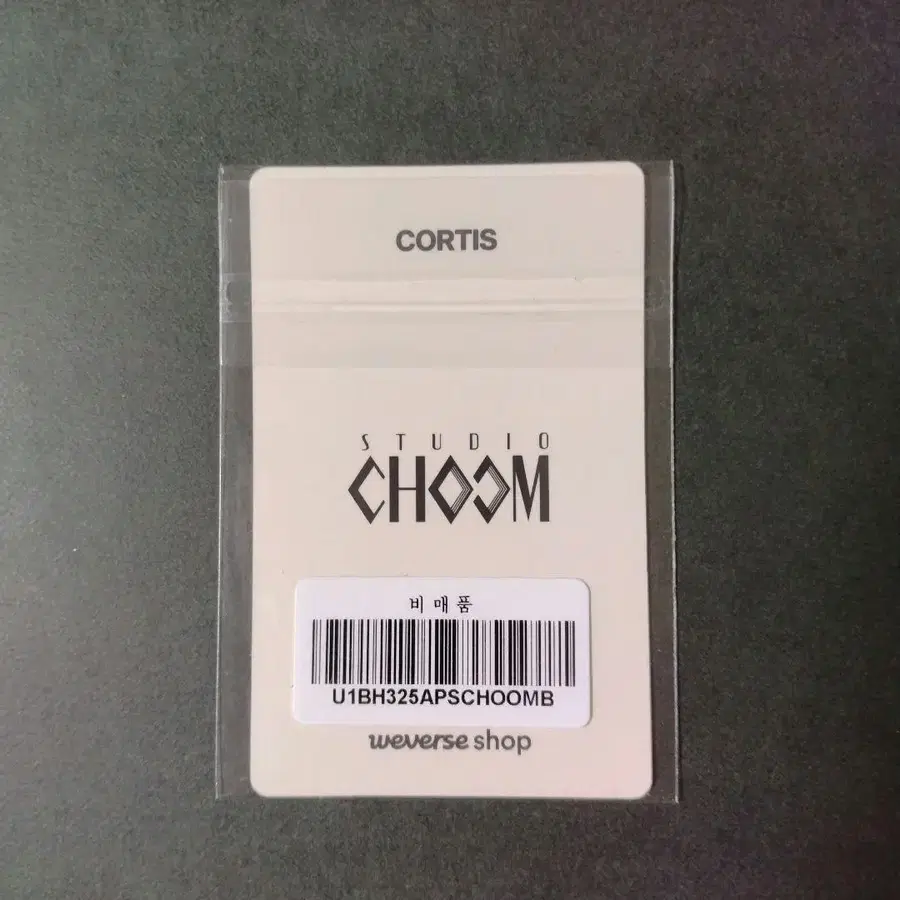 CORTIS
STUDIO
CHOOM
비매품
U1BH325APSCHOOMB
weverse shop